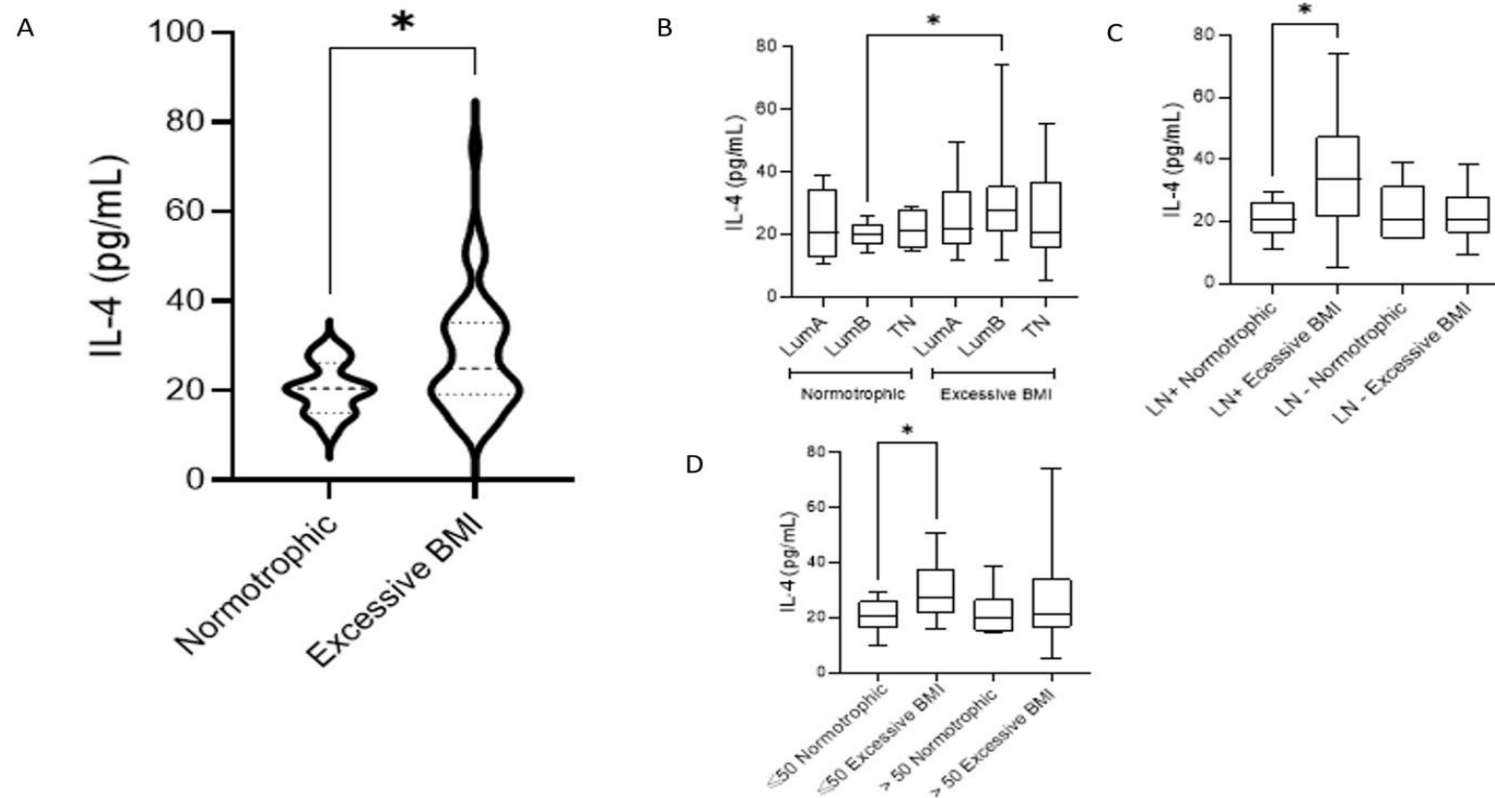 A
*
IL-4 (pg/mL)
100
80
60
40
20
0
Normotrophic
Excessive BMI
B
*
IL-4 (pg/mL)
80
60
40
20
0
LumA
LumB
TN
LumA
LumB
TN
Normotrophic
Excessive BMI
C
*
IL-4 (pg/mL)
80
60
40
20
0
LN+ Normotrophic
LN+ Ecessive BMI
LN - Normotrophic
LN - Excessive BMI
D
*
IL-4 (pg/mL)
80
60
40
20
0
≤50 Normotrophic
≤50 Excessive BMI
> 50 Normotrophic
> 50 Excessive BMI